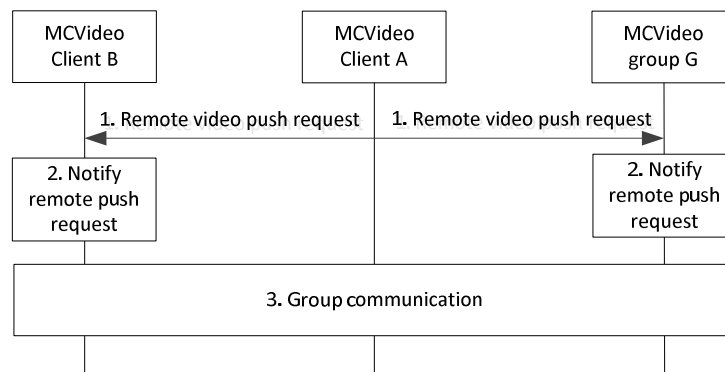 MCVideo
Client B
MCVideo
Client A
MCVideo
group G
1. Remote video push request
1. Remote video push request
2. Notify
remote push
request
2. Notify
remote push
request
3. Group communication